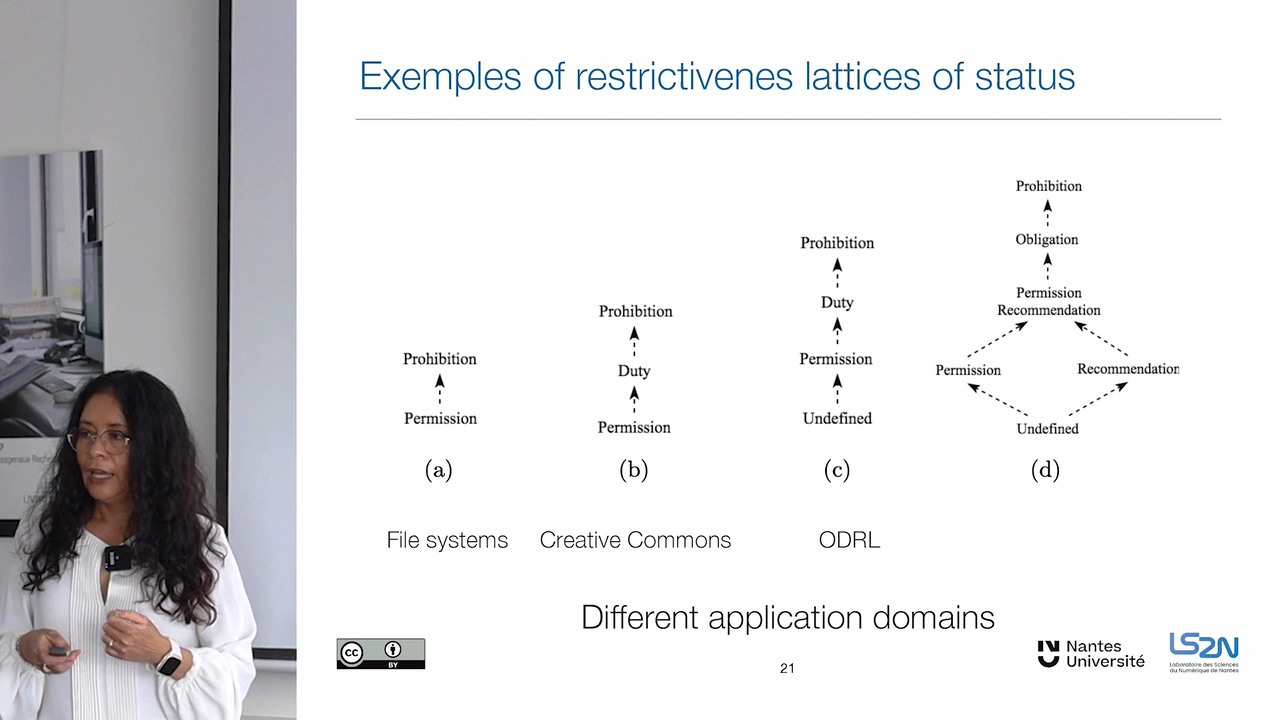 Exemples of restrictivenes lattices of status
Prohibition
Permission
(a)
Prohibition
Duty
Permission
(b)
Prohibition
Duty
Permission
Undefined
(c)
Prohibition
Obligation
Permission
Recommendation
Permission
Recommendation
Undefined
(d)
File systems
Creative Commons
ODRL
Different application domains
CC
BY
21
Nantes
Université
LS2N
Laboratoire des Sciences
du Numérique de Nantes